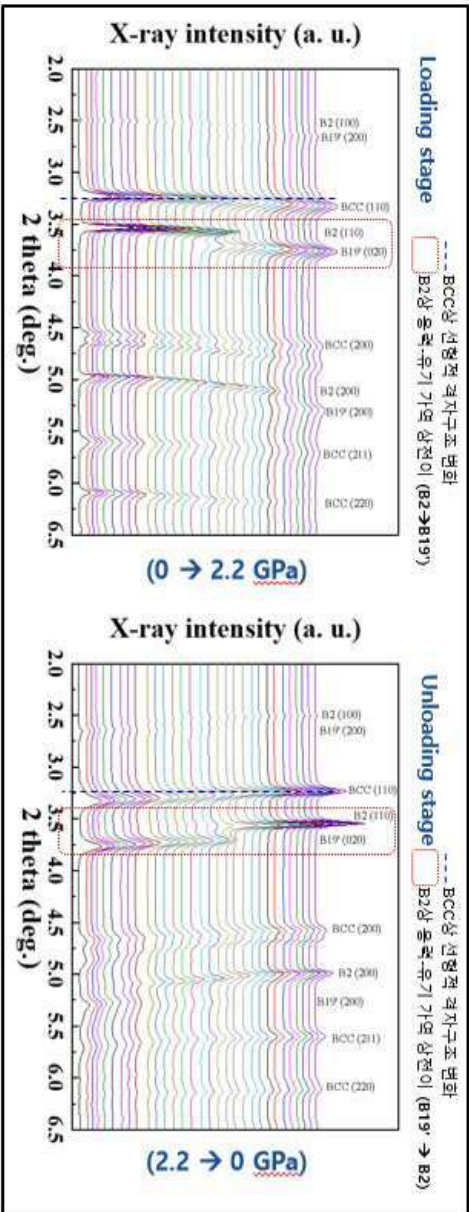 Loading stage
BCC상 선형적 격자구조 변화
B2상 응력-유기 가역 상전이 (B2→B19')
X-ray intensity (a. u.)
B2 (100)
B19' (200)
BCC (110)
B2 (110)
B19' (020)
BCC (200)
B2 (200)
B19' (200)
BCC (211)
BCC (220)
2.0 2.5 3.0 3.5 4.0 4.5 5.0 5.5 6.0 6.5
2 theta (deg.)
(0 → 2.2 GPa)
Unloading stage
BCC상 선형적 격자구조 변화
B2상 응력-유기 가역 상전이 (B19' → B2)
X-ray intensity (a. u.)
B2 (100)
B19' (200)
BCC (110)
B2 (110)
B19' (020)
BCC (200)
B2 (200)
B19' (200)
BCC (211)
BCC (220)
2.0 2.5 3.0 3.5 4.0 4.5 5.0 5.5 6.0 6.5
2 theta (deg.)
(2.2 → 0 GPa)